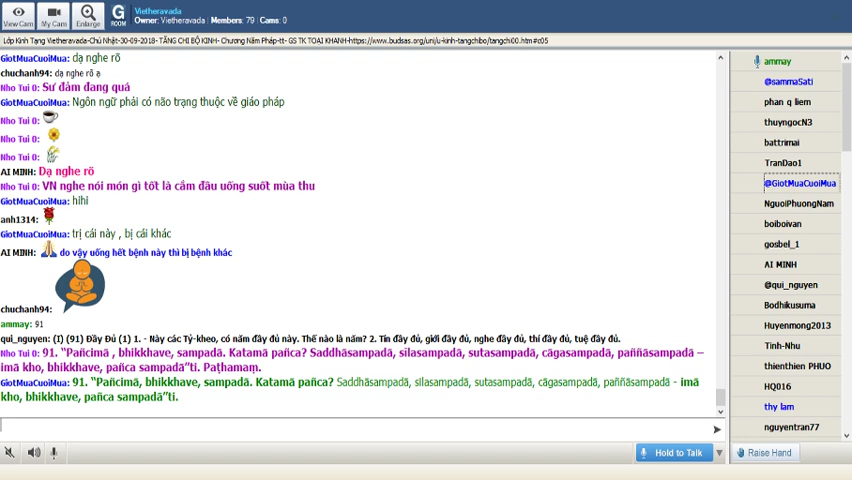 Vietheravada
Owner: Vietheravada | Members: 79 | Cams: 0
View Cam
My Cam
Enlarge
G
ROOM
Lớp Kinh Tạng Vietheravada-Chủ Nhật-30-09-2018- TĂNG CHI BỘ KINH- Chương Năm Pháp-tt- GS TK TOẠI KHANH-https://www.budsas.org/uni/u-kinh-tangchibo/tangchi00.htm#c05
GiotMuaCuoiMua: dạ nghe rõ
chuchanh94: dạ nghe rõ ạ
Nho Tui 0: Sư đảm đang quá
GiotMuaCuoiMua: Ngôn ngữ phải có não trạng thuộc về giáo pháp
Nho Tui 0:
Nho Tui 0:
Nho Tui 0:
AI MINH: Dạ nghe rõ
Nho Tui 0: VN nghe nói món gì tốt là cắm đầu uống suốt mùa thu
GiotMuaCuoiMua: hihi
anh1314:
GiotMuaCuoiMua: trị cái này , bị cái khác
AI MINH: do vậy uống hết bệnh này thì bị bệnh khác
chuchanh94:
ammay: 91
qui_nguyen: (I) (91) Đầy Đủ (1) 1. - Này các Tỷ-kheo, có năm đầy đủ này. Thế nào là năm? 2. Tín đầy đủ, giới đầy đủ, nghe đầy đủ, thí đầy đủ, tuệ đầy đủ.
Nho Tui 0: 91. “Pañcimā , bhikkhave, sampadā. Katamā pañca? Saddhāsampadā, sīlasampadā, sutasampadā, cāgasampadā, paññāsampadā –
imā kho, bhikkhave, pañca sampadā”ti. Paṭhamaṃ.
GiotMuaCuoiMua: 91. “Pañcimā, bhikkhave, sampadā. Katamā pañca? Saddhāsampadā, sīlasampadā, sutasampadā, cāgasampadā, paññāsampadā - imā
kho, bhikkhave, pañca sampadā”ti.
Hold to Talk
ammay
@sammaSati
phan q liem
thuyngocN3
battrimai
TranDao1
@GiotMuaCuoiMua
NguoiPhuongNam
boiboivan
gosbel_1
AI MINH
@qui_nguyen
Bodhikusuma
Huyenmong2013
Tinh-Nhu
thienthien PHUO
HQ016
thy lam
nguyentran77
Raise Hand